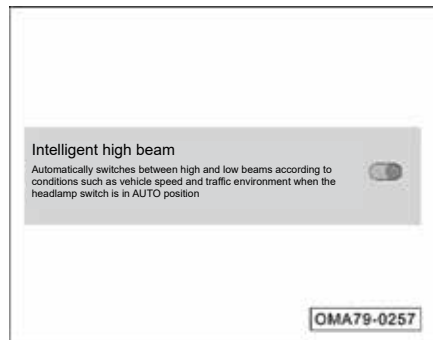 Intelligent high beam
Automatically switches between high and low beams according to
conditions such as vehicle speed and traffic environment when the
headlamp switch is in AUTO position
OMA79-0257